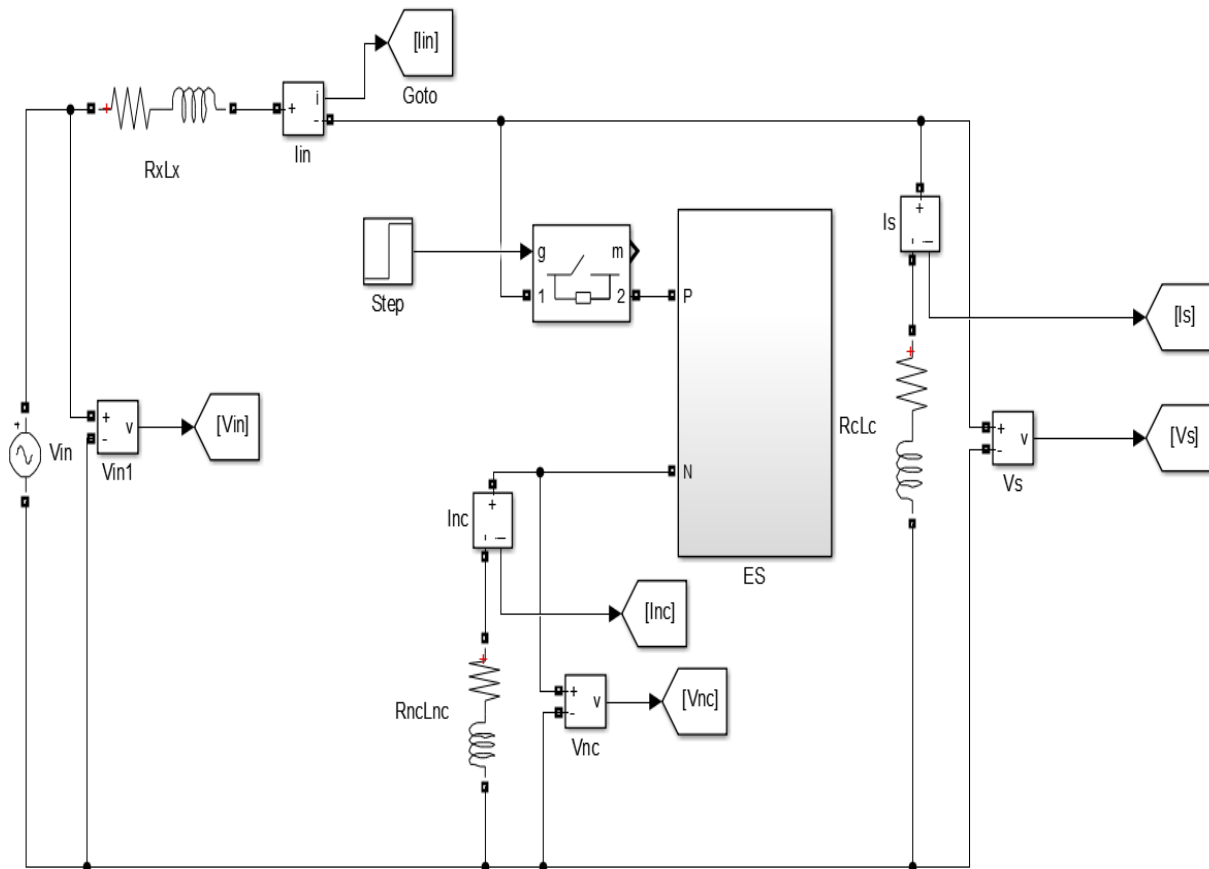 [Iin]
Goto
+
i
+
-
RxLx
Iin
+
Is
+
-
Step
g
m
1
2
P
[Is]
+
RcLc
+
Vin
+
-
v
[Vin]
Vin1
+
-
v
[Vs]
Vs
N
Inc
+
-
ES
[Inc]
+
RncLnc
+
-
v
[Vnc]
Vnc